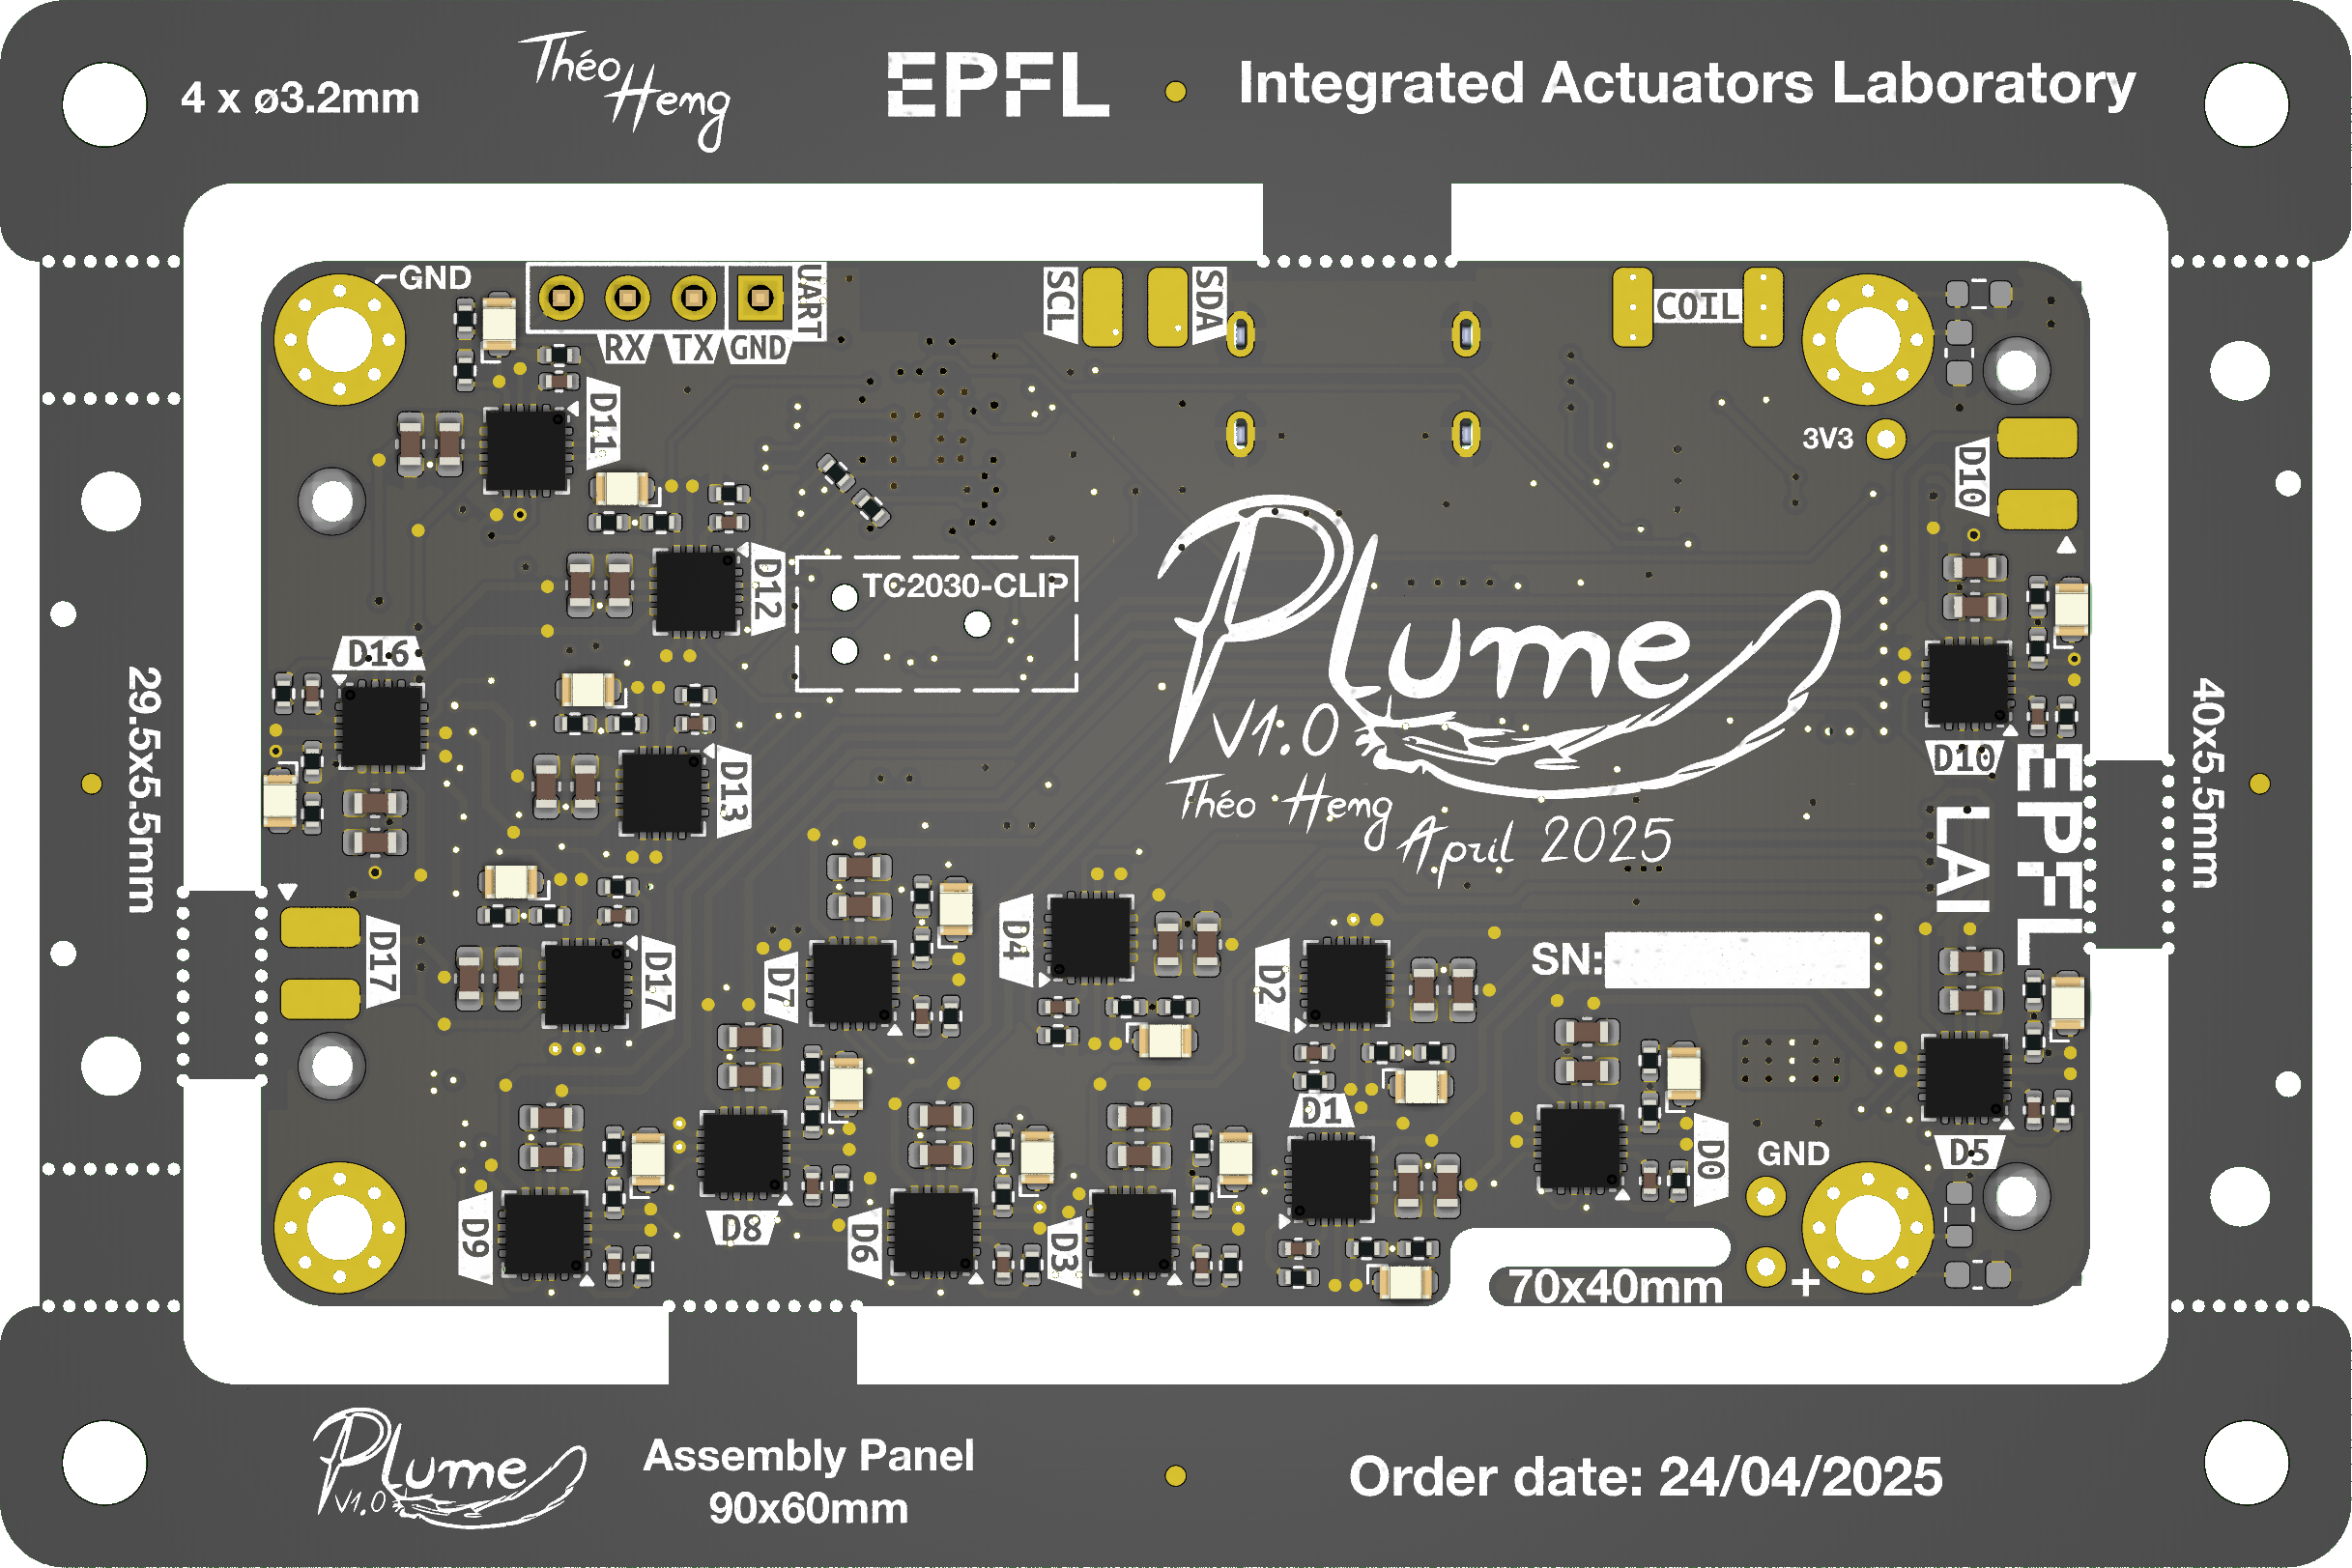 4 x ø3.2mm
Théo Heng
EPFL
Integrated Actuators Laboratory
GND
UART
RX
TX
GND
SCL
SDA
COIL
3V3
D11
D10
D12
TC2030-CLIP
D16
Plume
V1.0
Théo Heng
April 2025
D13
D10
EPFL
LAI
29.5x5.5mm
40x5.5mm
D17
D17
D7
D4
D2
SN:
D1
D0
GND
D5
D9
D8
D6
D3
70x40mm
+
Plume
V1.0
Assembly Panel
90x60mm
Order date: 24/04/2025